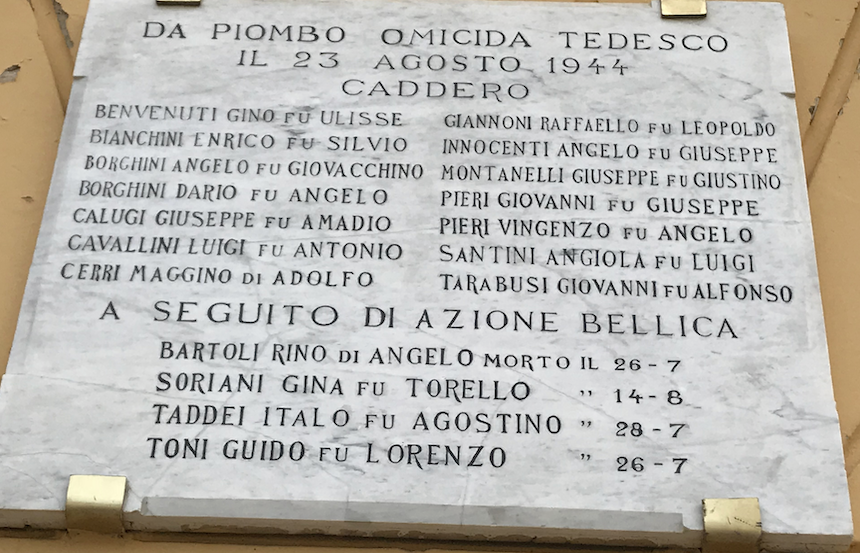 DA PIOMBO OMICIDA TEDESCO
IL 23 AGOSTO 1944
CADDERO
BENVENUTI GINO FU ULISSE
BIANCHINI ENRICO FU SILVIO
BORGHINI ANGELO FU GIOVACCHINO
BORGHINI DARIO FU ANGELO
CALUGI GIUSEPPE FU AMADIO
CAVALLINI LUIGI FU ANTONIO
CERRI MAGGINO DI ADOLFO
GIANNONI RAFFAELLO FU LEOPOLDO
INNOCENTI ANGELO FU GIUSEPPE
MONTANELLI GIUSEPPE FU GIUSTINO
PIERI GIOVANNI FU GIUSEPPE
PIERI VINGENZO FU ANGELO
SANTINI ANGIOLA FU LUIGI
TARABUSI GIOVANNI FU ALFONSO
A SEGUITO DI AZIONE BELLICA
BARTOLI RINO DI ANGELO MORTO IL 26-7
SORIANI GINA FU TORELLO " 14-8
TADDEI ITALO FU AGOSTINO " 28-7
TONI GUIDO FU LORENZO " 26-7